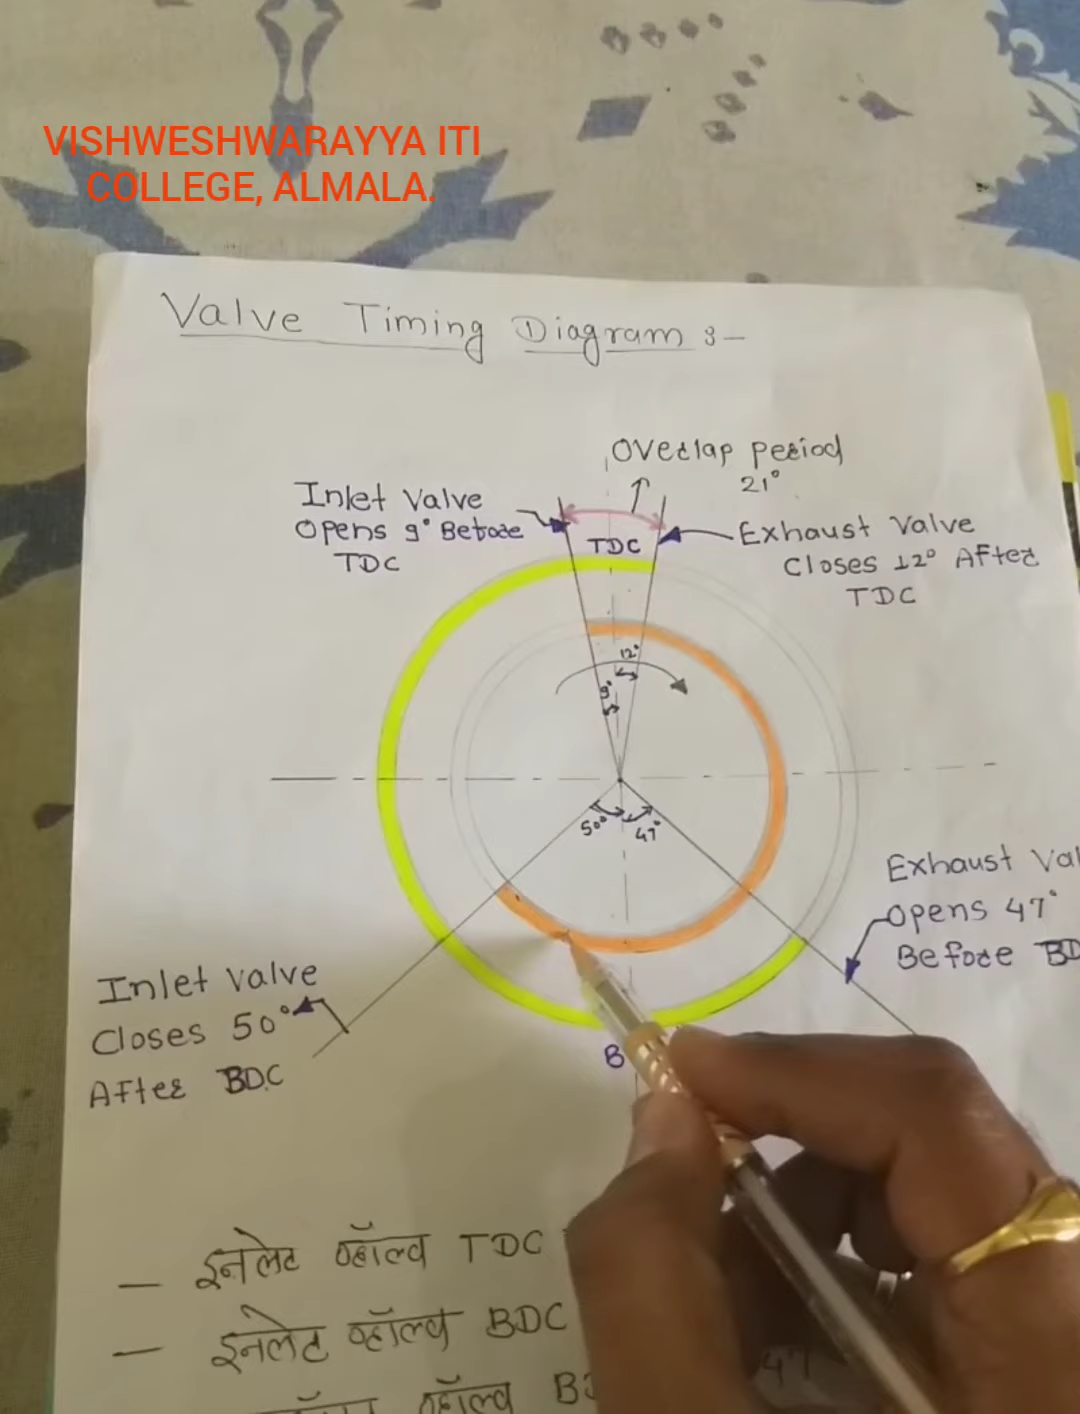 VISHWESHWARAYYA ITI
COLLEGE, ALMALA.
Valve Timing Diagram :-
Overlap period
21°
Inlet Valve
Opens 9° Before
TDC
TDC
Exhaust Valve
Closes 12° After
TDC
12°
9°
50°
47°
Exhaust Val
Opens 47°
Before BD
Inlet Valve
Closes 50°
After BDC
B
– इनलेट व्हॉल्व TDC
– इनलेट व्हॉल्व BDC
व्हॉल्व B
47